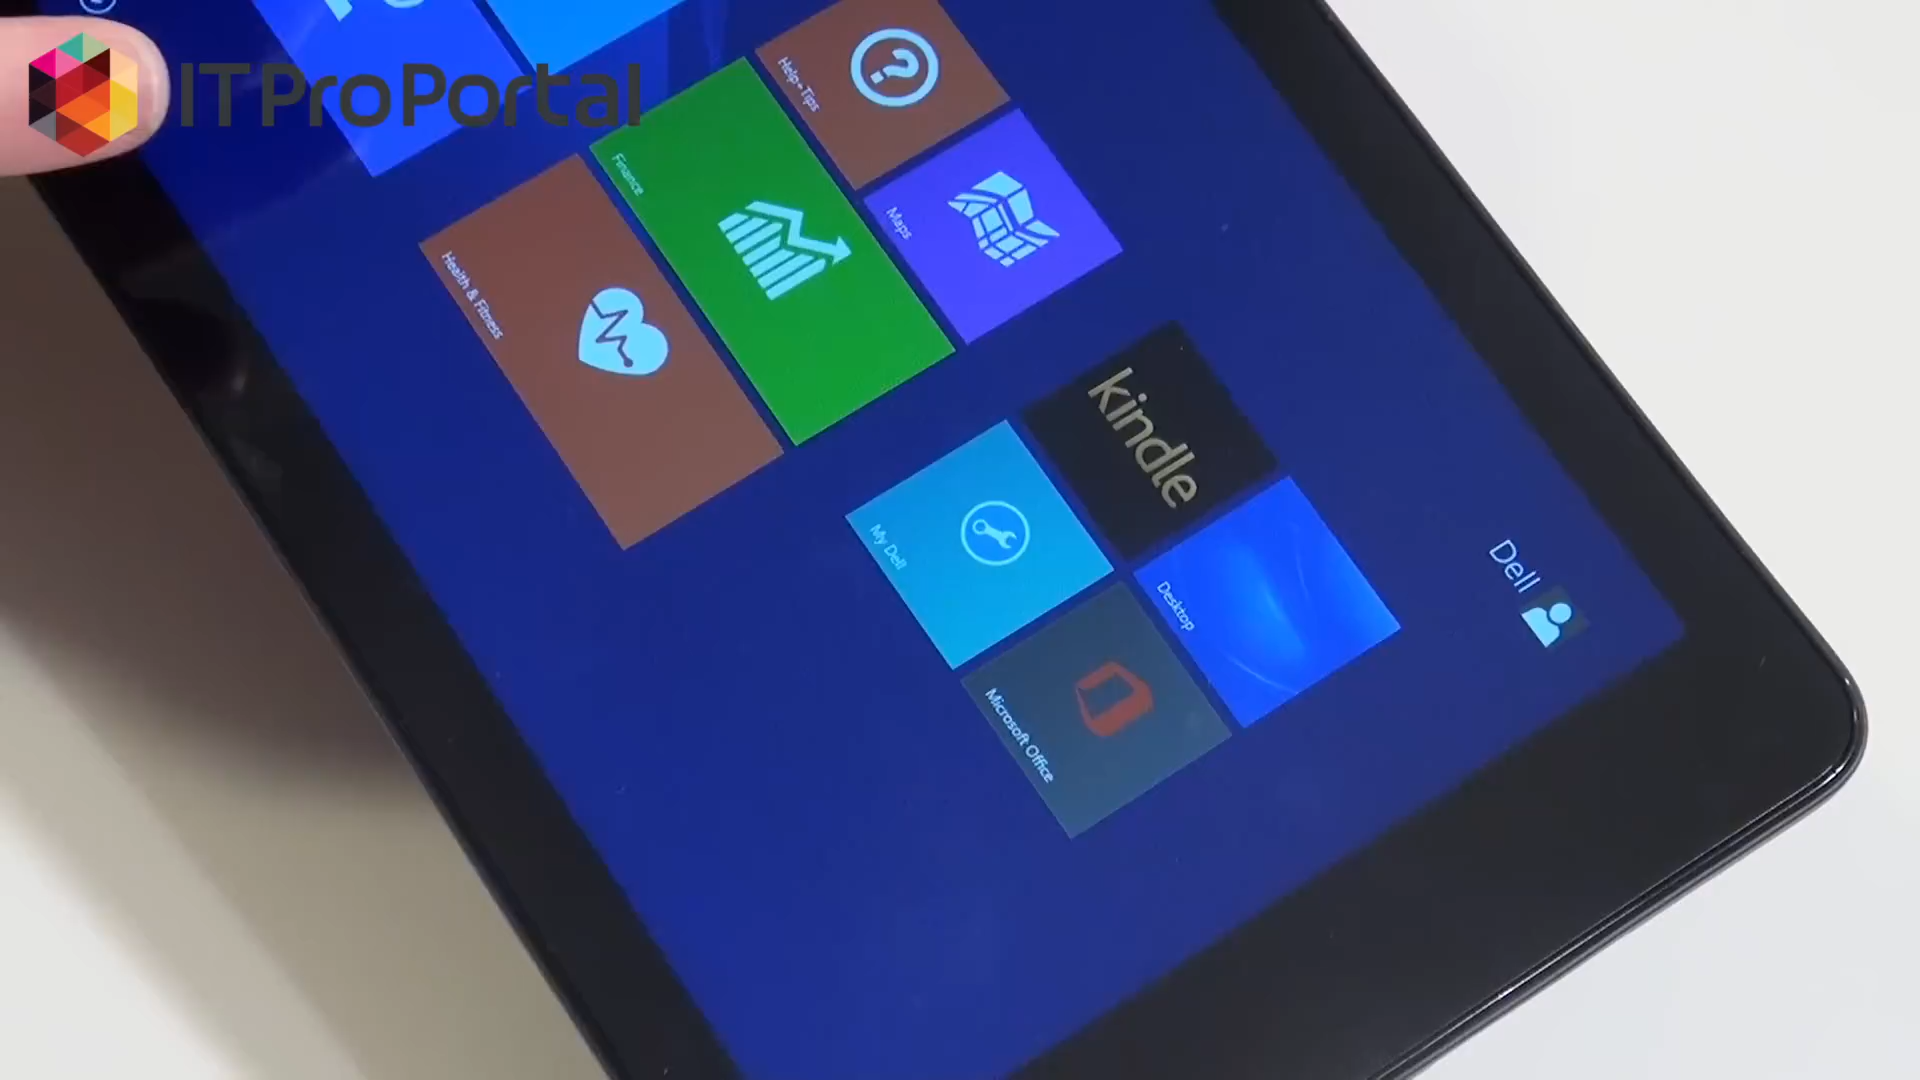 ITProPortal
Help+Tips
Finance
Maps
Health & Fitness
kindle
My Dell
Desktop
Dell
Microsoft Office